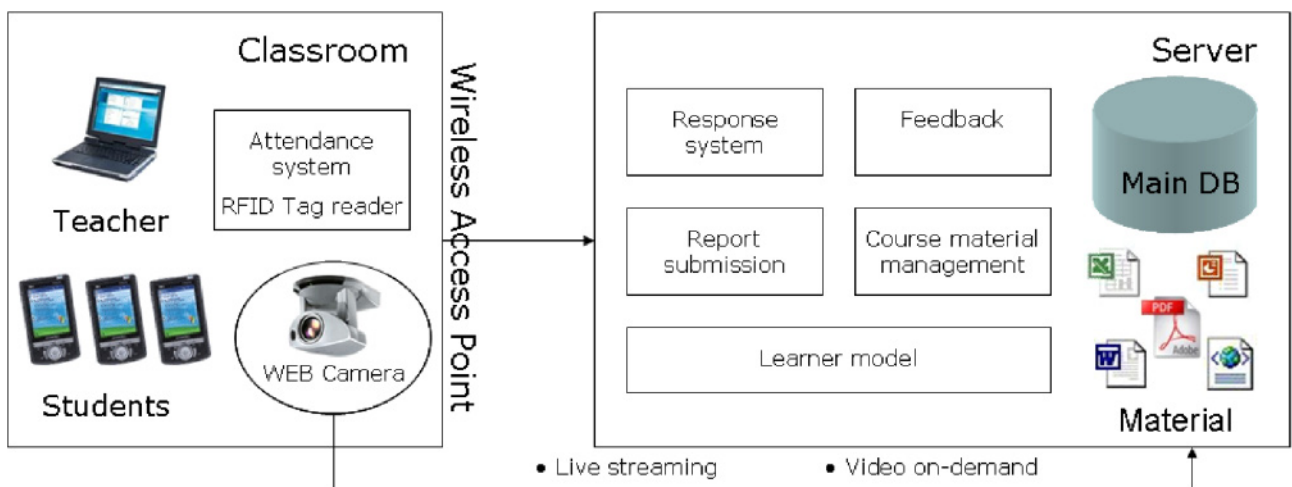 Classroom
Attendance
system
RFID Tag reader
Teacher
Students
WEB Camera
Wireless Access Point
Server
Response
system
Feedback
Main DB
Report
submission
Course material
management
PDF
Adobe
W
Learner model
Material
• Live streaming
• Video on-demand